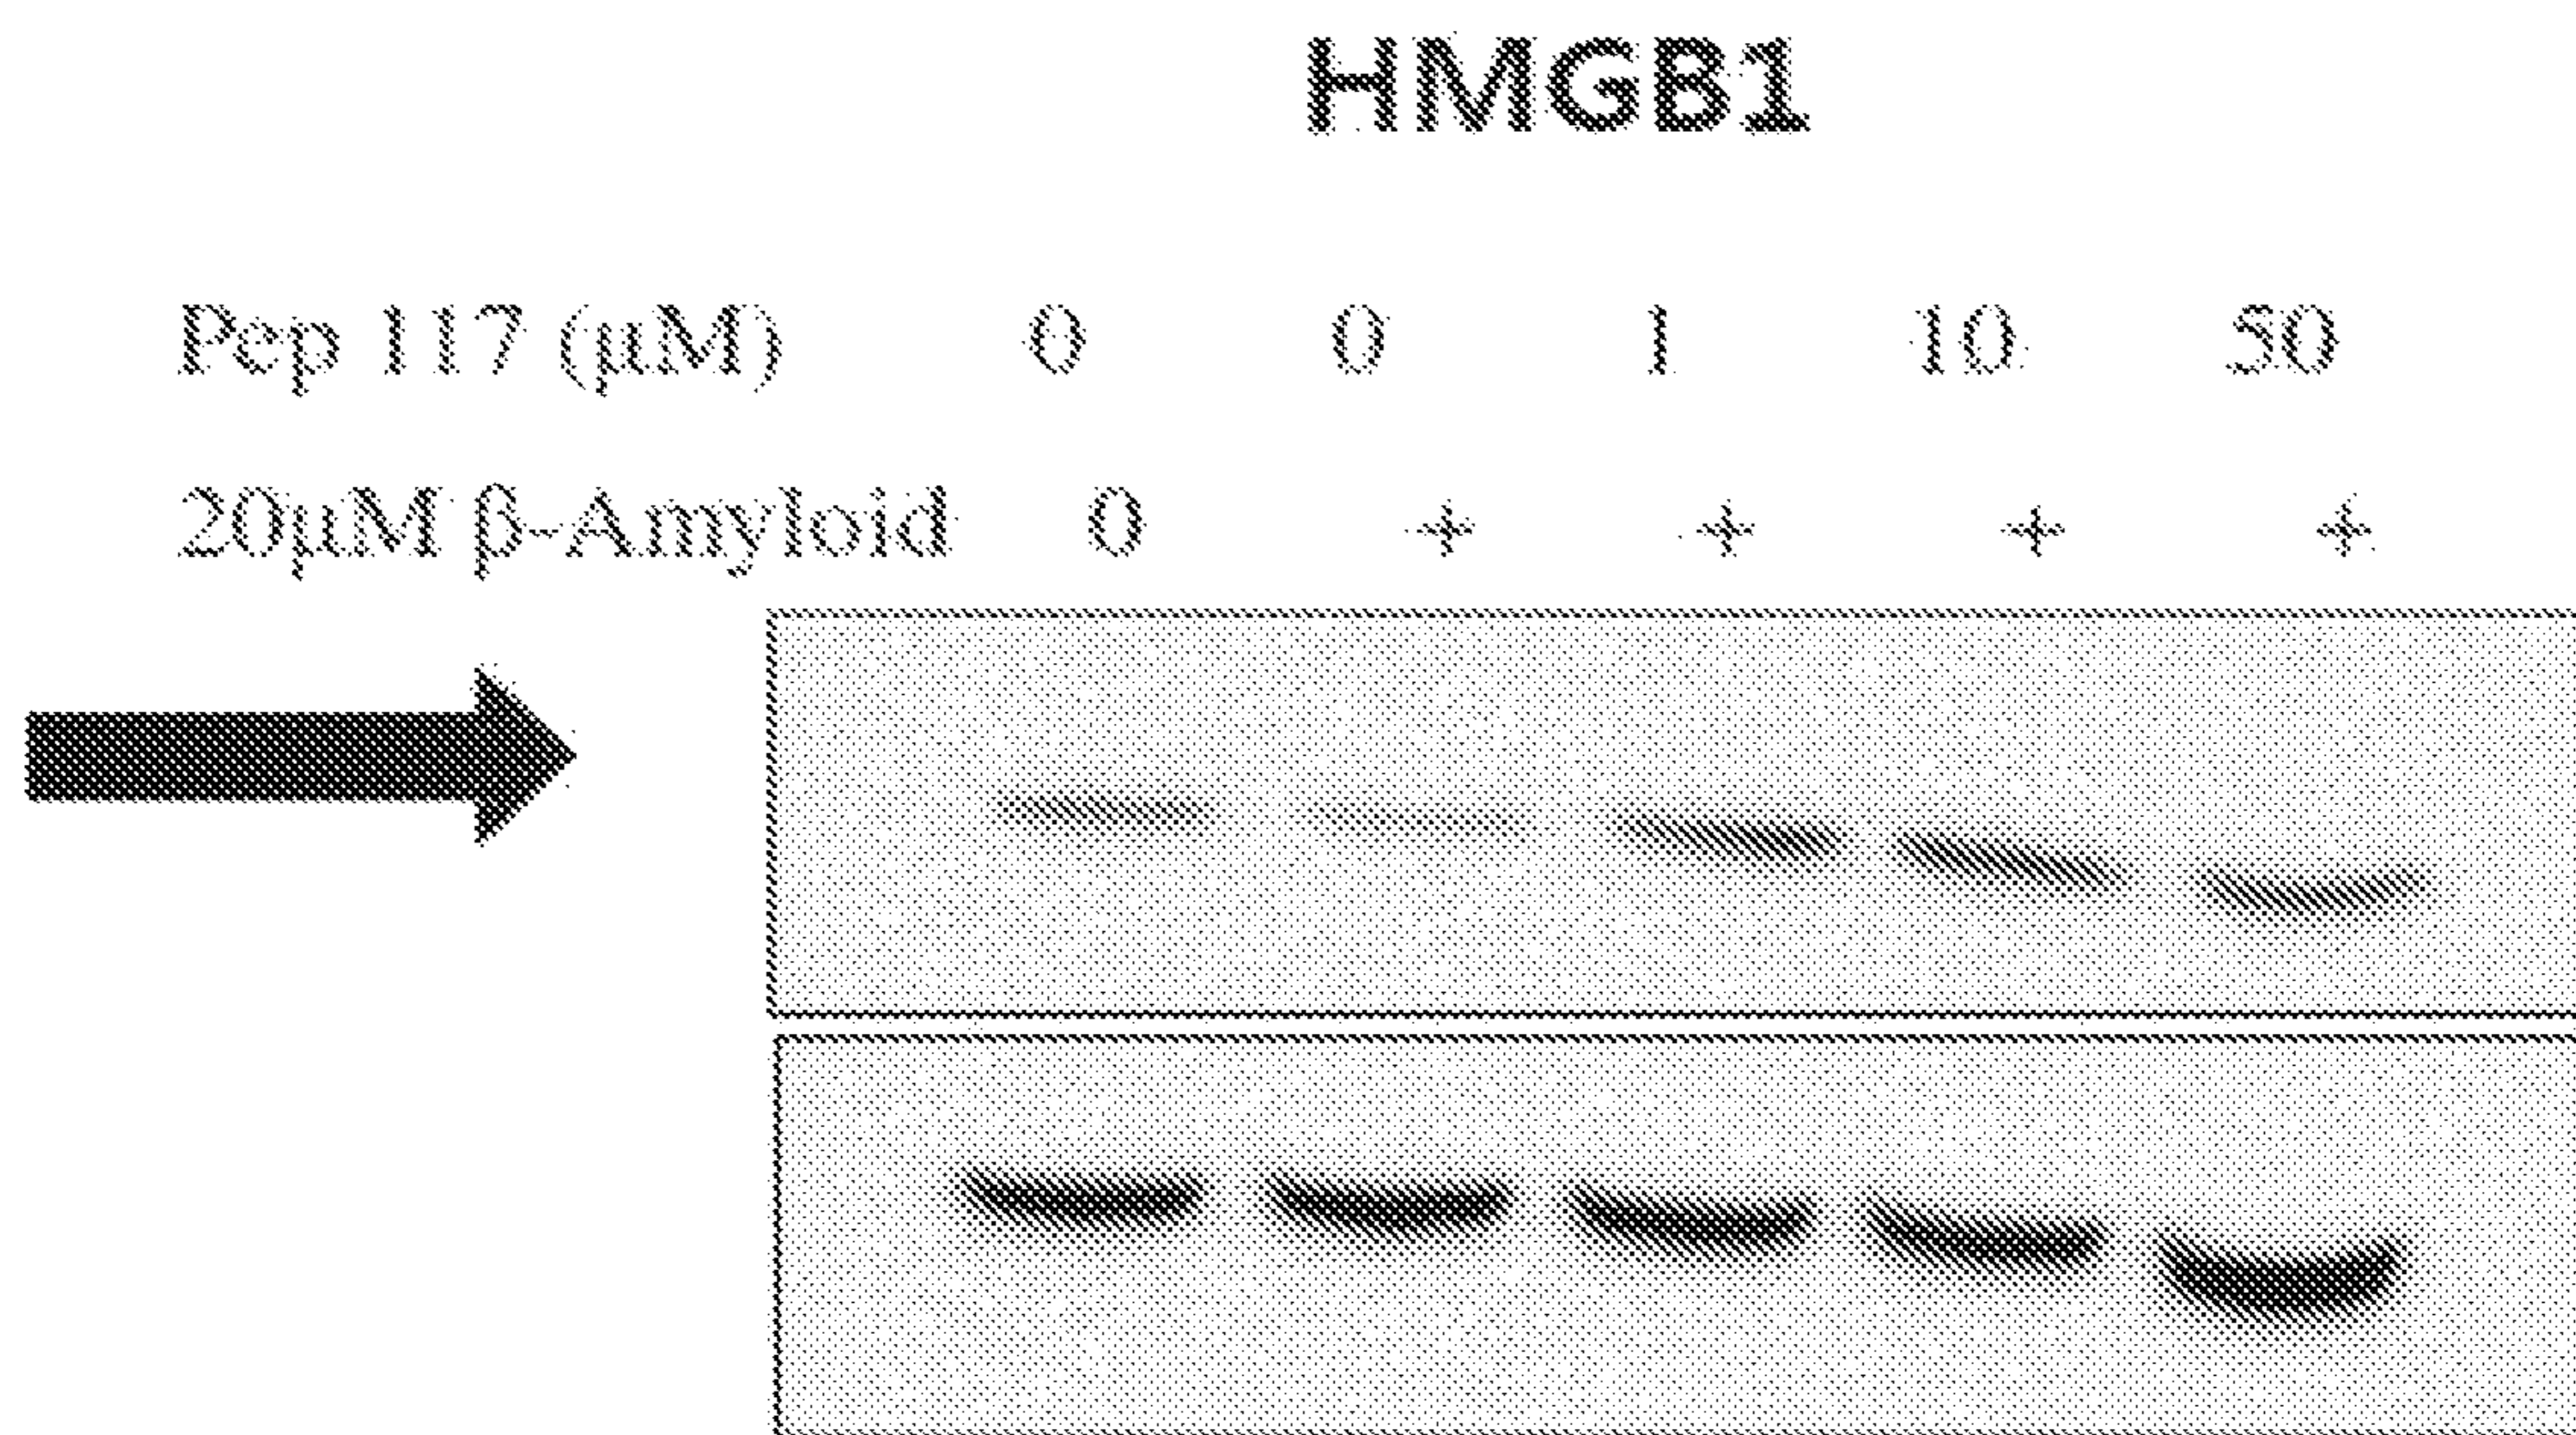 HMGB1
Pep 117 (μM) 0 0 1 10 50
20μM β-Amyloid 0 + + + +